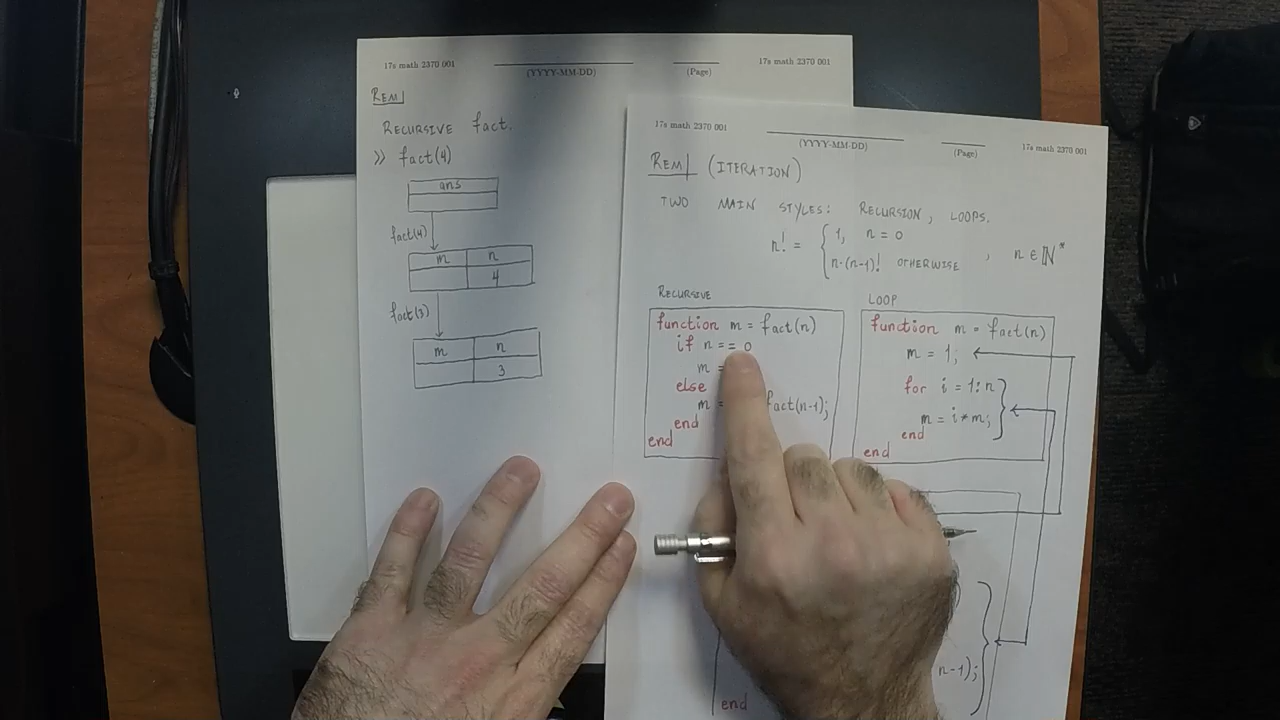 17s math 2370 001
(YYYY-MM-DD)
(Page)
17s math 2370 001
REM
RECURSIVE fact.
>> fact(4)
ans
fact(4)
m n
4
fact(3)
m n
3
17s math 2370 001
(YYYY-MM-DD)
(Page)
17s math 2370 001
REM (ITERATION)
TWO MAIN STYLES: RECURSION, LOOPS.
n! = { 1, n = 0
n·(n-1)! OTHERWISE , n ∈ ℕ*
RECURSIVE
function m = fact(n)
if n == 0
m =
else
m = fact(n-1);
end
end
LOOP
function m = fact(n)
m = 1;
for i = 1:n
m = i*m;
end
end
n-1);
end